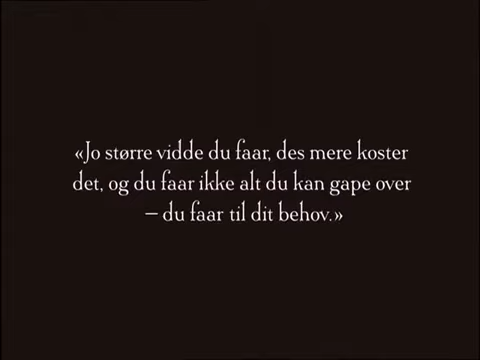 «Jo større vidde du faar, des mere koster
det, og du faar ikke alt du kan gape over
– du faar til dit behov.»